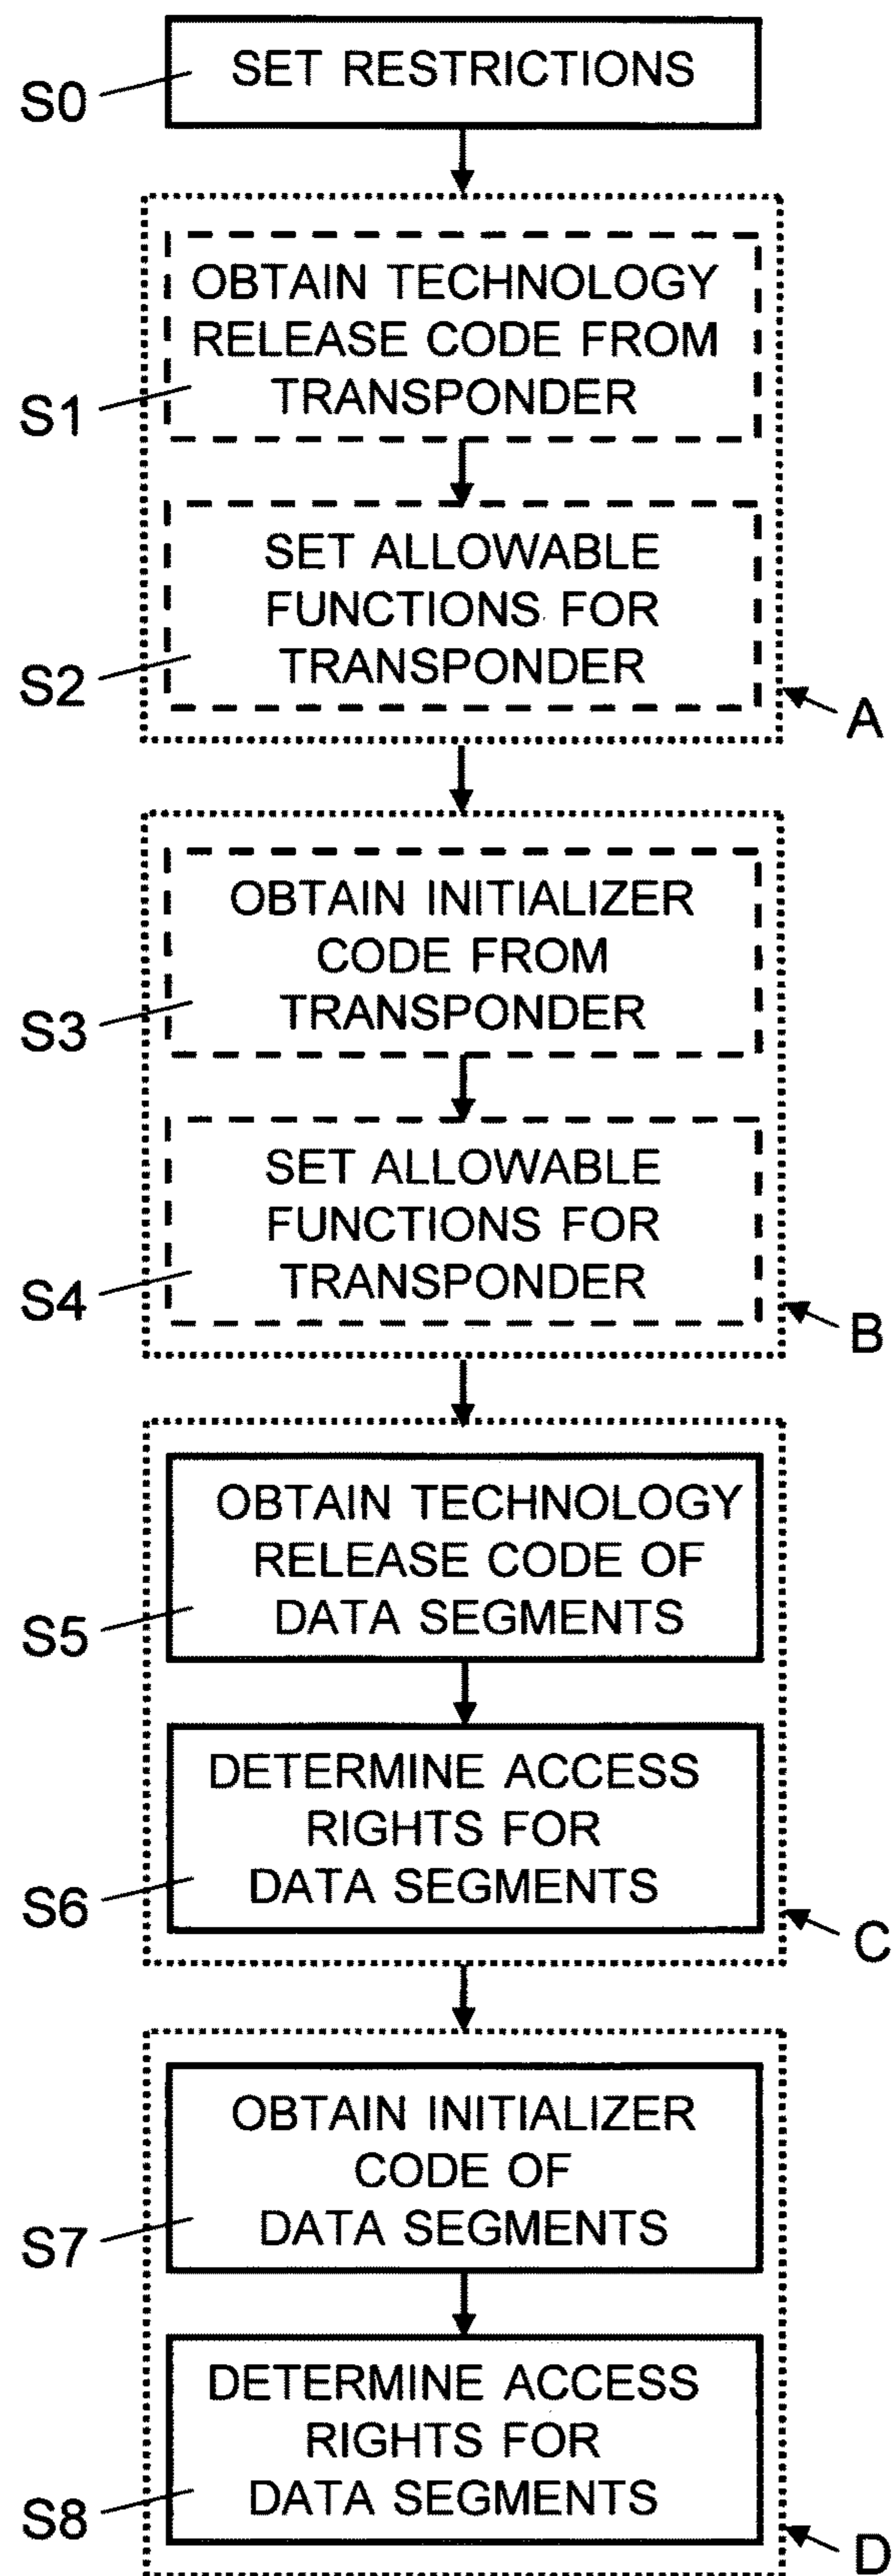 SET RESTRICTIONS
S0
OBTAIN TECHNOLOGY
RELEASE CODE FROM
TRANSPONDER
S1
SET ALLOWABLE
FUNCTIONS FOR
TRANSPONDER
S2
A
OBTAIN INITIALIZER
CODE FROM
TRANSPONDER
S3
SET ALLOWABLE
FUNCTIONS FOR
TRANSPONDER
S4
B
OBTAIN TECHNOLOGY
RELEASE CODE OF
DATA SEGMENTS
S5
DETERMINE ACCESS
RIGHTS FOR
DATA SEGMENTS
S6
C
OBTAIN INITIALIZER
CODE OF
DATA SEGMENTS
S7
DETERMINE ACCESS
RIGHTS FOR
DATA SEGMENTS
S8
D